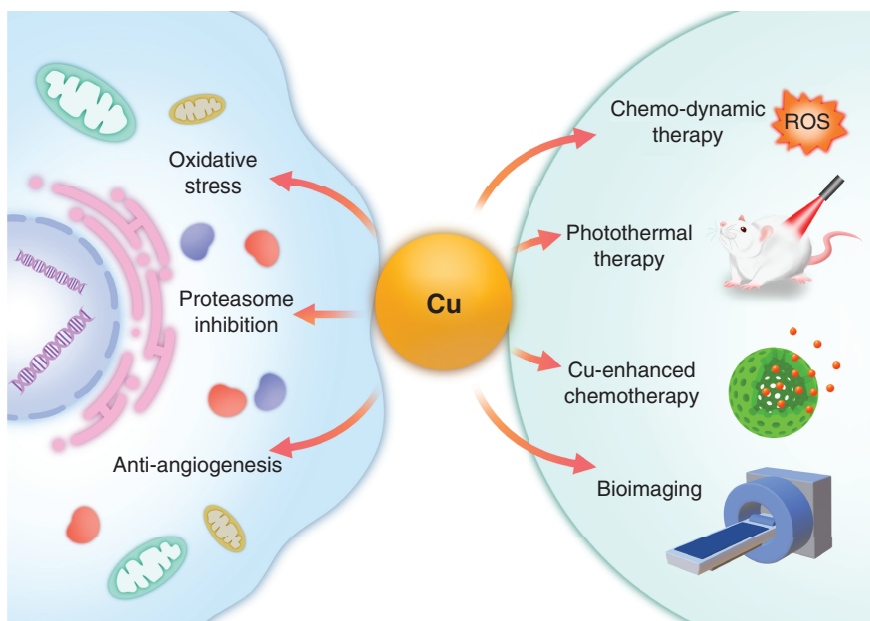 Oxidative
stress
Proteasome
inhibition
Anti-angiogenesis
Cu
Chemo-dynamic
therapy
ROS
Photothermal
therapy
Cu-enhanced
chemotherapy
Bioimaging